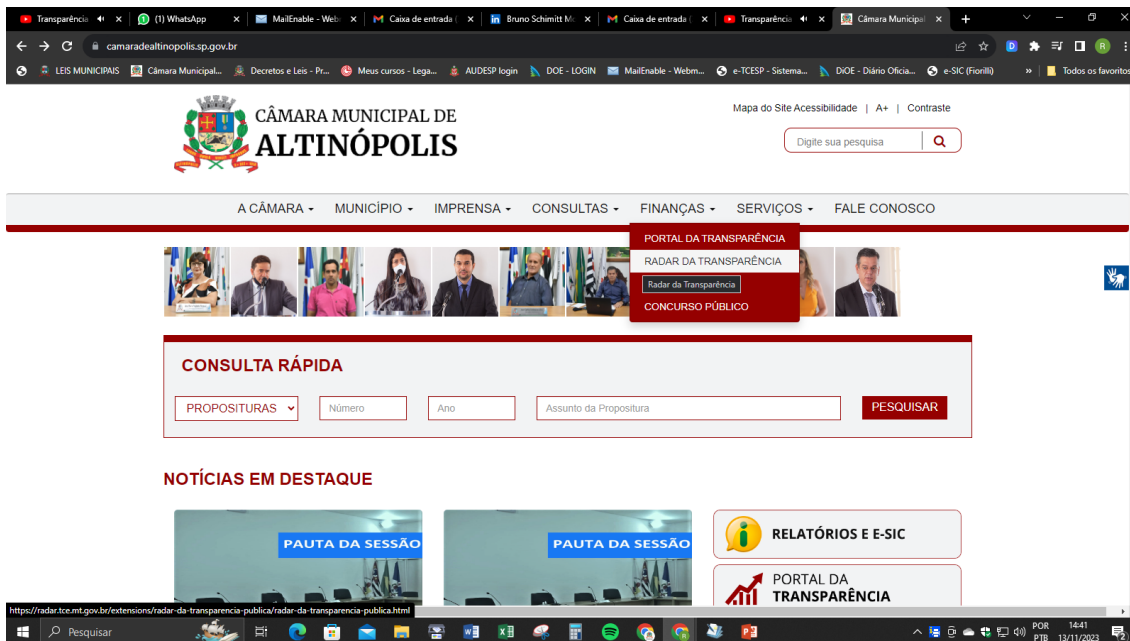 Transparência
(1) WhatsApp
MailEnable - Web
Caixa de entrada (
Bruno Schimitt Mo
Caixa de entrada (
Transparência
Câmara Municipal
camaradealtinopolis.sp.gov.br
D
R
LEIS MUNICIPAIS
Câmara Municipal...
Decretos e Leis - Pr...
Meus cursos - Lega...
AUDESP login
DOE - LOGIN
MailEnable - Webm...
e-TCESP - Sistema...
DiOE - Diário Oficia...
e-SIC (Fiorilli)
»
Todos os favoritos
CÂMARA MUNICIPAL DE
ALTINÓPOLIS
Mapa do Site Acessibilidade | A+ | Contraste
Digite sua pesquisa
A CÂMARA
MUNICÍPIO
IMPRENSA
CONSULTAS
FINANÇAS
SERVIÇOS
FALE CONOSCO
PORTAL DA TRANSPARÊNCIA
RADAR DA TRANSPARÊNCIA
Radar da Transparência
CONCURSO PÚBLICO
CONSULTA RÁPIDA
PROPOSITURAS
Número
Ano
Assunto da Propositura
PESQUISAR
NOTÍCIAS EM DESTAQUE
PAUTA DA SESSÃO
PAUTA DA SESSÃO
RELATÓRIOS E E-SIC
PORTAL DA
TRANSPARÊNCIA
https://radar.tce.mt.gov.br/extensions/radar-da-transparencia-publica/radar-da-transparencia-publica.html
Pesquisar
POR
PTB
14:41
13/11/2023
2